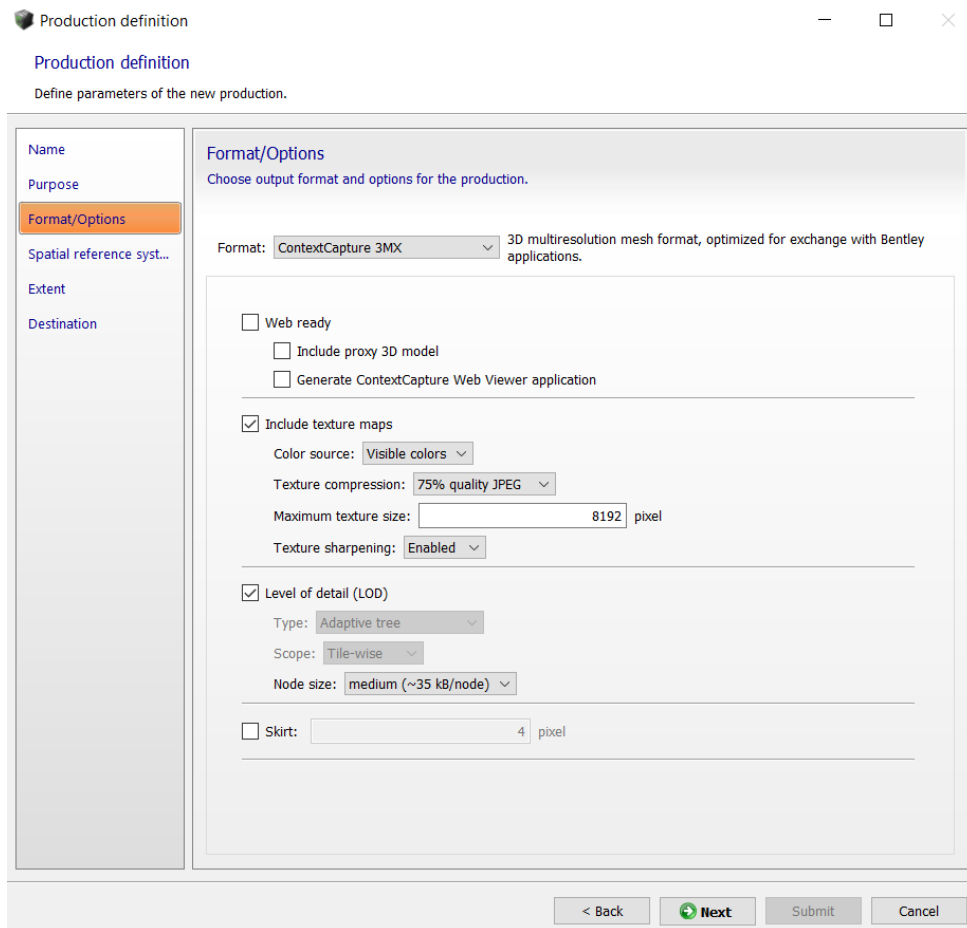 Production definition
Production definition
Define parameters of the new production.
Name
Purpose
Format/Options
Spatial reference syst...
Extent
Destination
Format/Options
Choose output format and options for the production.
Format: ContextCapture 3MX 3D multiresolution mesh format, optimized for exchange with Bentley
applications.
Web ready
Include proxy 3D model
Generate ContextCapture Web Viewer application
Include texture maps
Color source: Visible colors
Texture compression: 75% quality JPEG
Maximum texture size: 8192 pixel
Texture sharpening: Enabled
Level of detail (LOD)
Type: Adaptive tree
Scope: Tile-wise
Node size: medium (~35 kB/node)
Skirt: 4 pixel
< Back Next Submit Cancel